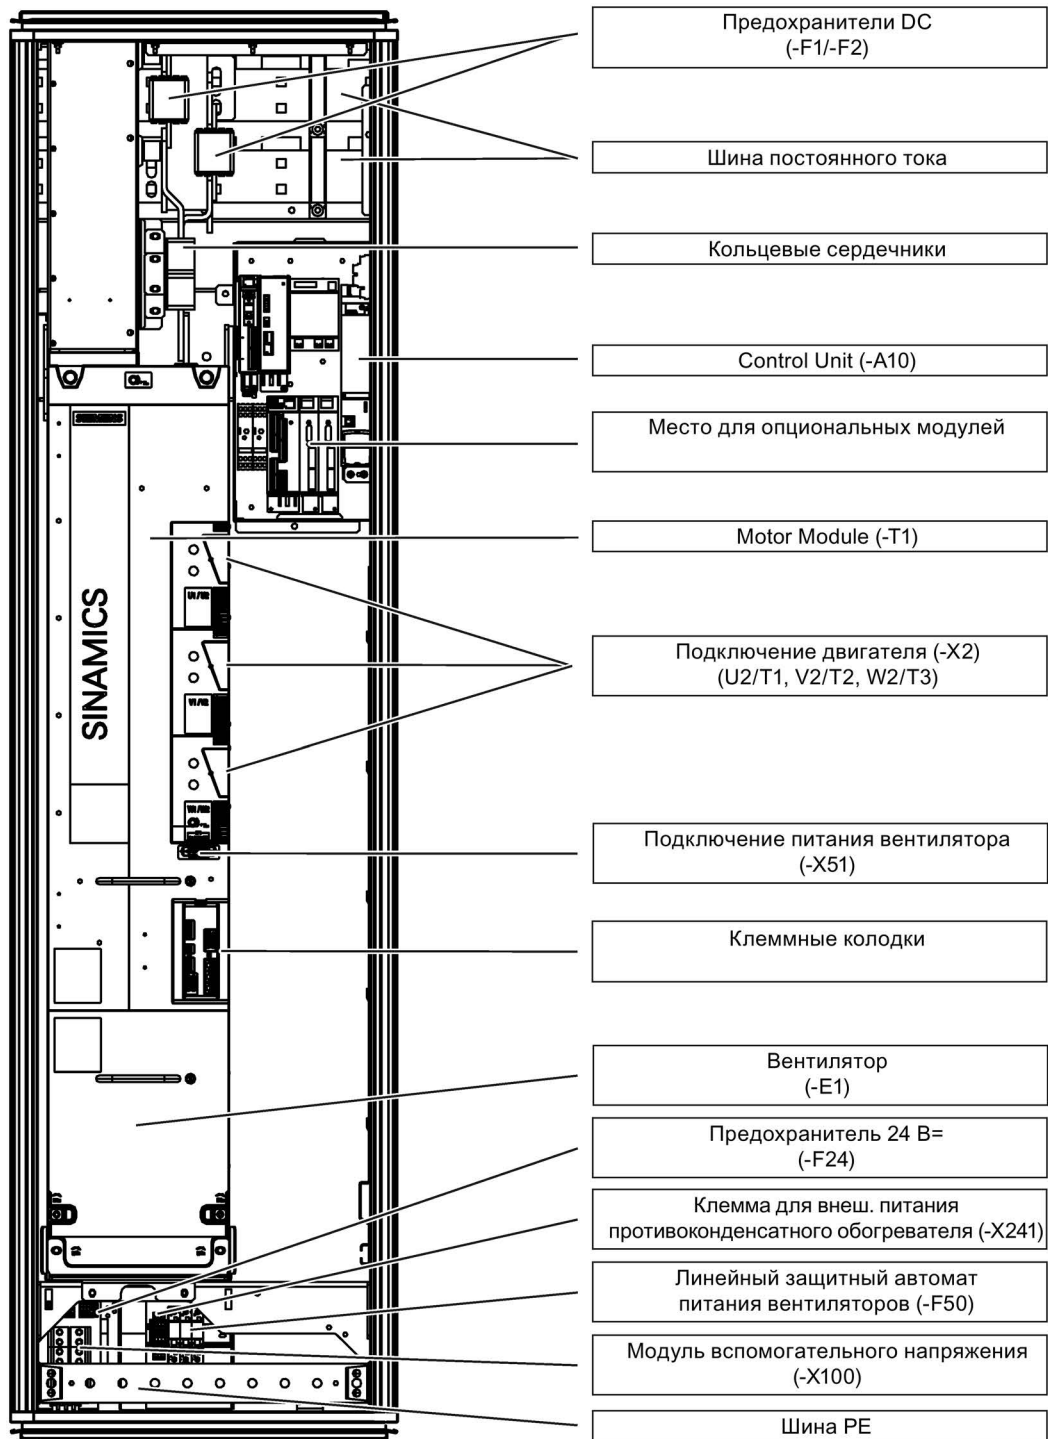 Предохранители DC
(-F1/-F2)
Шина постоянного тока
Кольцевые сердечники
Control Unit (-A10)
Место для опциональных модулей
Motor Module (-T1)
Подключение двигателя (-X2)
(U2/T1, V2/T2, W2/T3)
Подключение питания вентилятора
(-X51)
Клеммные колодки
Вентилятор
(-E1)
Предохранитель 24 В=
(-F24)
Клемма для внеш. питания
противоконденсатного обогревателя (-X241)
Линейный защитный автомат
питания вентиляторов (-F50)
Модуль вспомогательного напряжения
(-X100)
Шина PE
SINAMICS